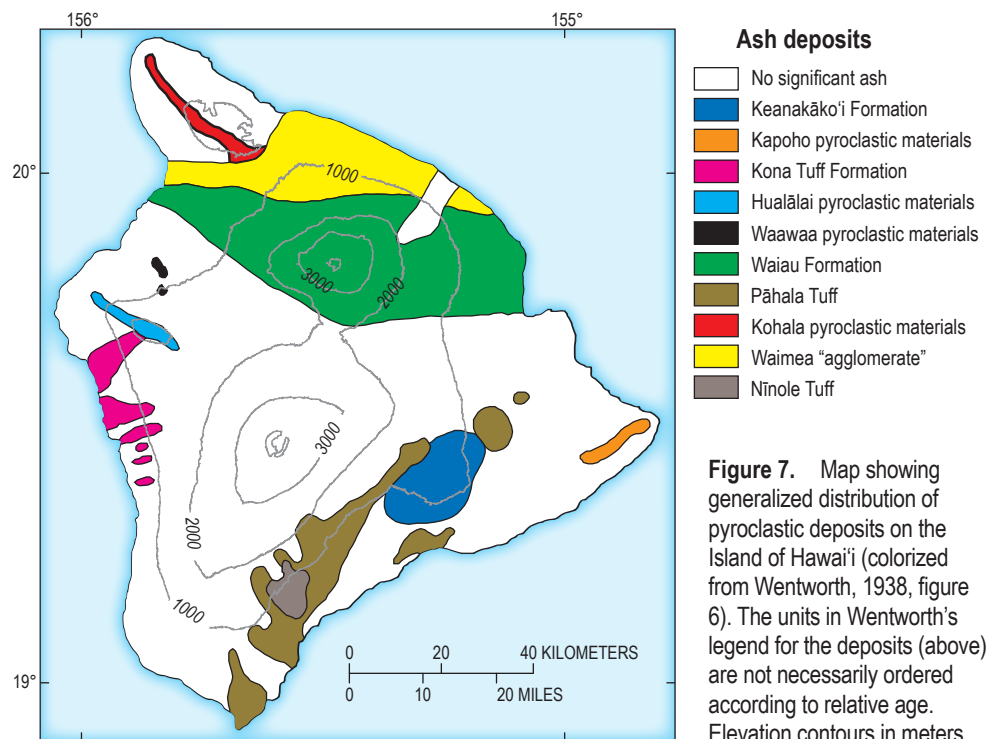 156°
155°
20°
19°
1000
3000
2000
3000
2000
1000
0 20 40 KILOMETERS
0 10 20 MILES
Ash deposits
No significant ash
Keanakākoʻi Formation
Kapoho pyroclastic materials
Kona Tuff Formation
Hualālai pyroclastic materials
Waawaa pyroclastic materials
Waiau Formation
Pāhala Tuff
Kohala pyroclastic materials
Waimea “agglomerate”
Nīnole Tuff
Figure 7. Map showing
generalized distribution of
pyroclastic deposits on the
Island of Hawaiʻi (colorized
from Wentworth, 1938, figure
6). The units in Wentworth’s
legend for the deposits (above)
are not necessarily ordered
according to relative age.
Elevation contours in meters